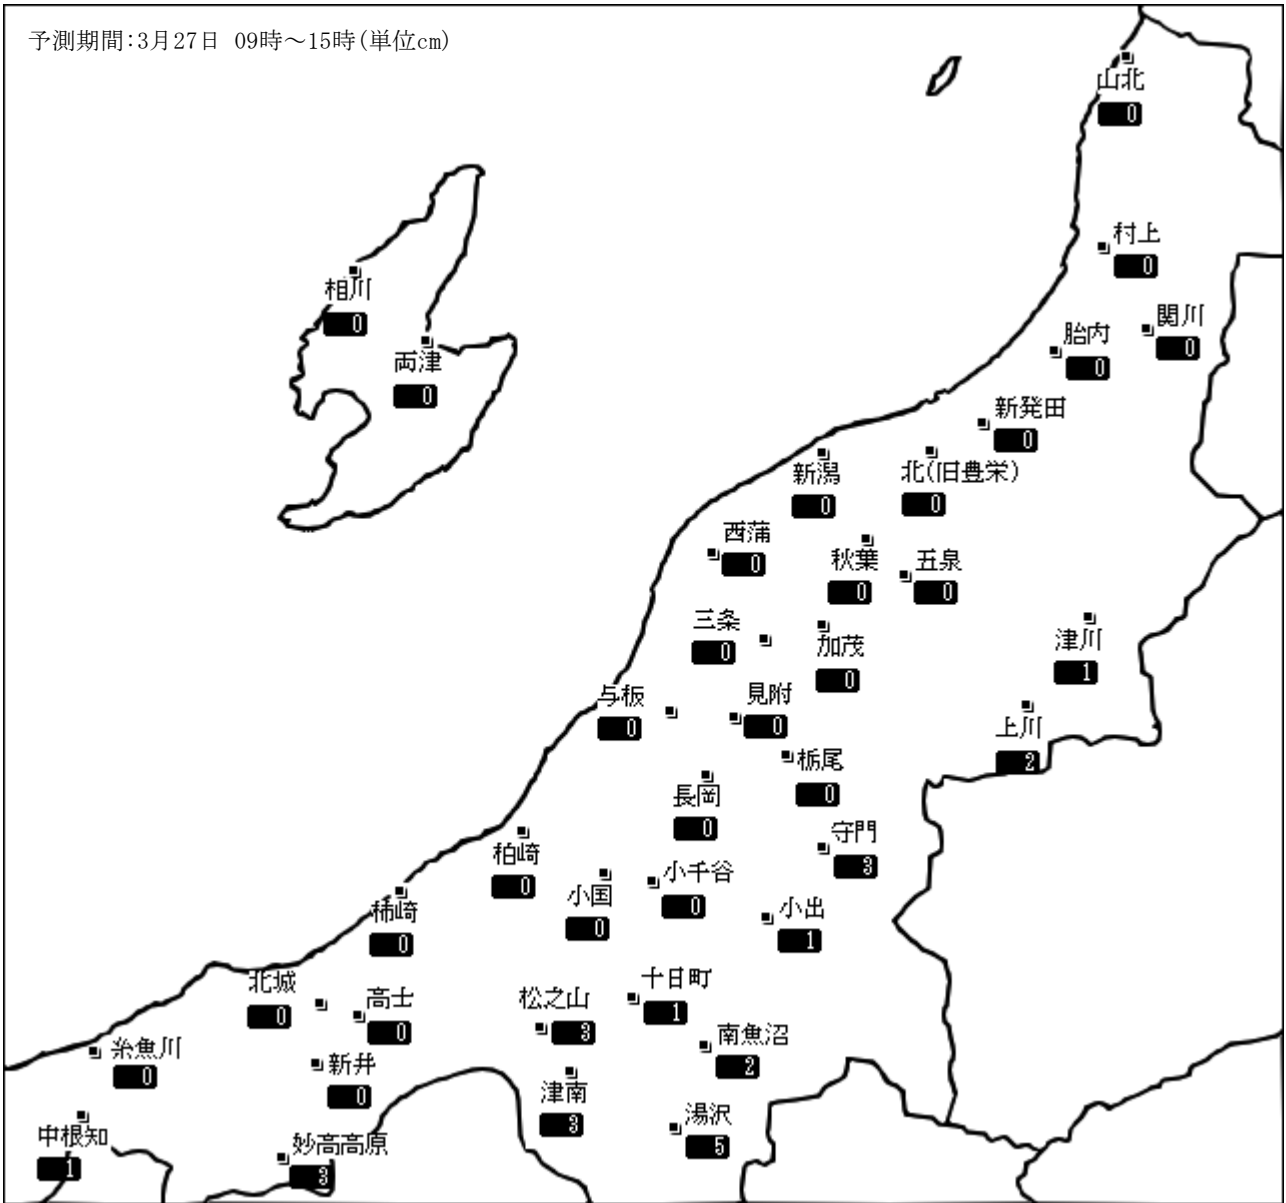 予測期間:3月27日 09時～15時(単位cm)
山北
0
村上
0
相川
0
関川
0
胎内
0
両津
0
新発田
0
新潟
0
北(旧豊栄)
0
西蒲
0
秋葉
0
五泉
0
三条
0
加茂
0
津川
1
与板
0
見附
0
上川
2
栃尾
0
長岡
0
守門
3
柏崎
0
小千谷
0
小国
0
柿崎
0
小出
1
北城
0
高士
0
松之山
3
十日町
1
南魚沼
2
糸魚川
0
新井
0
津南
3
湯沢
5
中根知
1
妙高高原
3